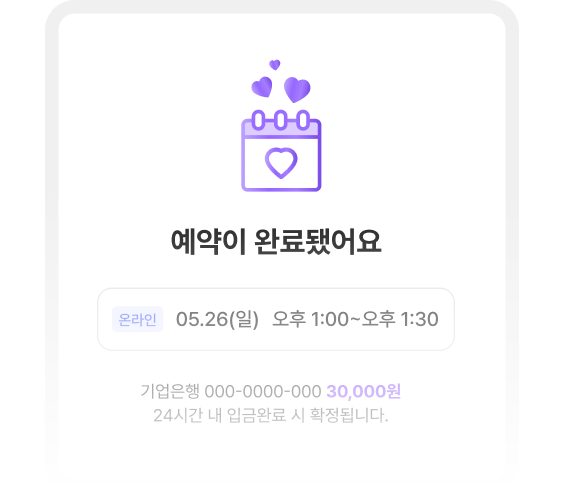 예약이 완료됐어요
온라인 05.26(일) 오후 1:00~오후 1:30
기업은행 000-0000-000 30,000원
24시간 내 입금완료 시 확정됩니다.